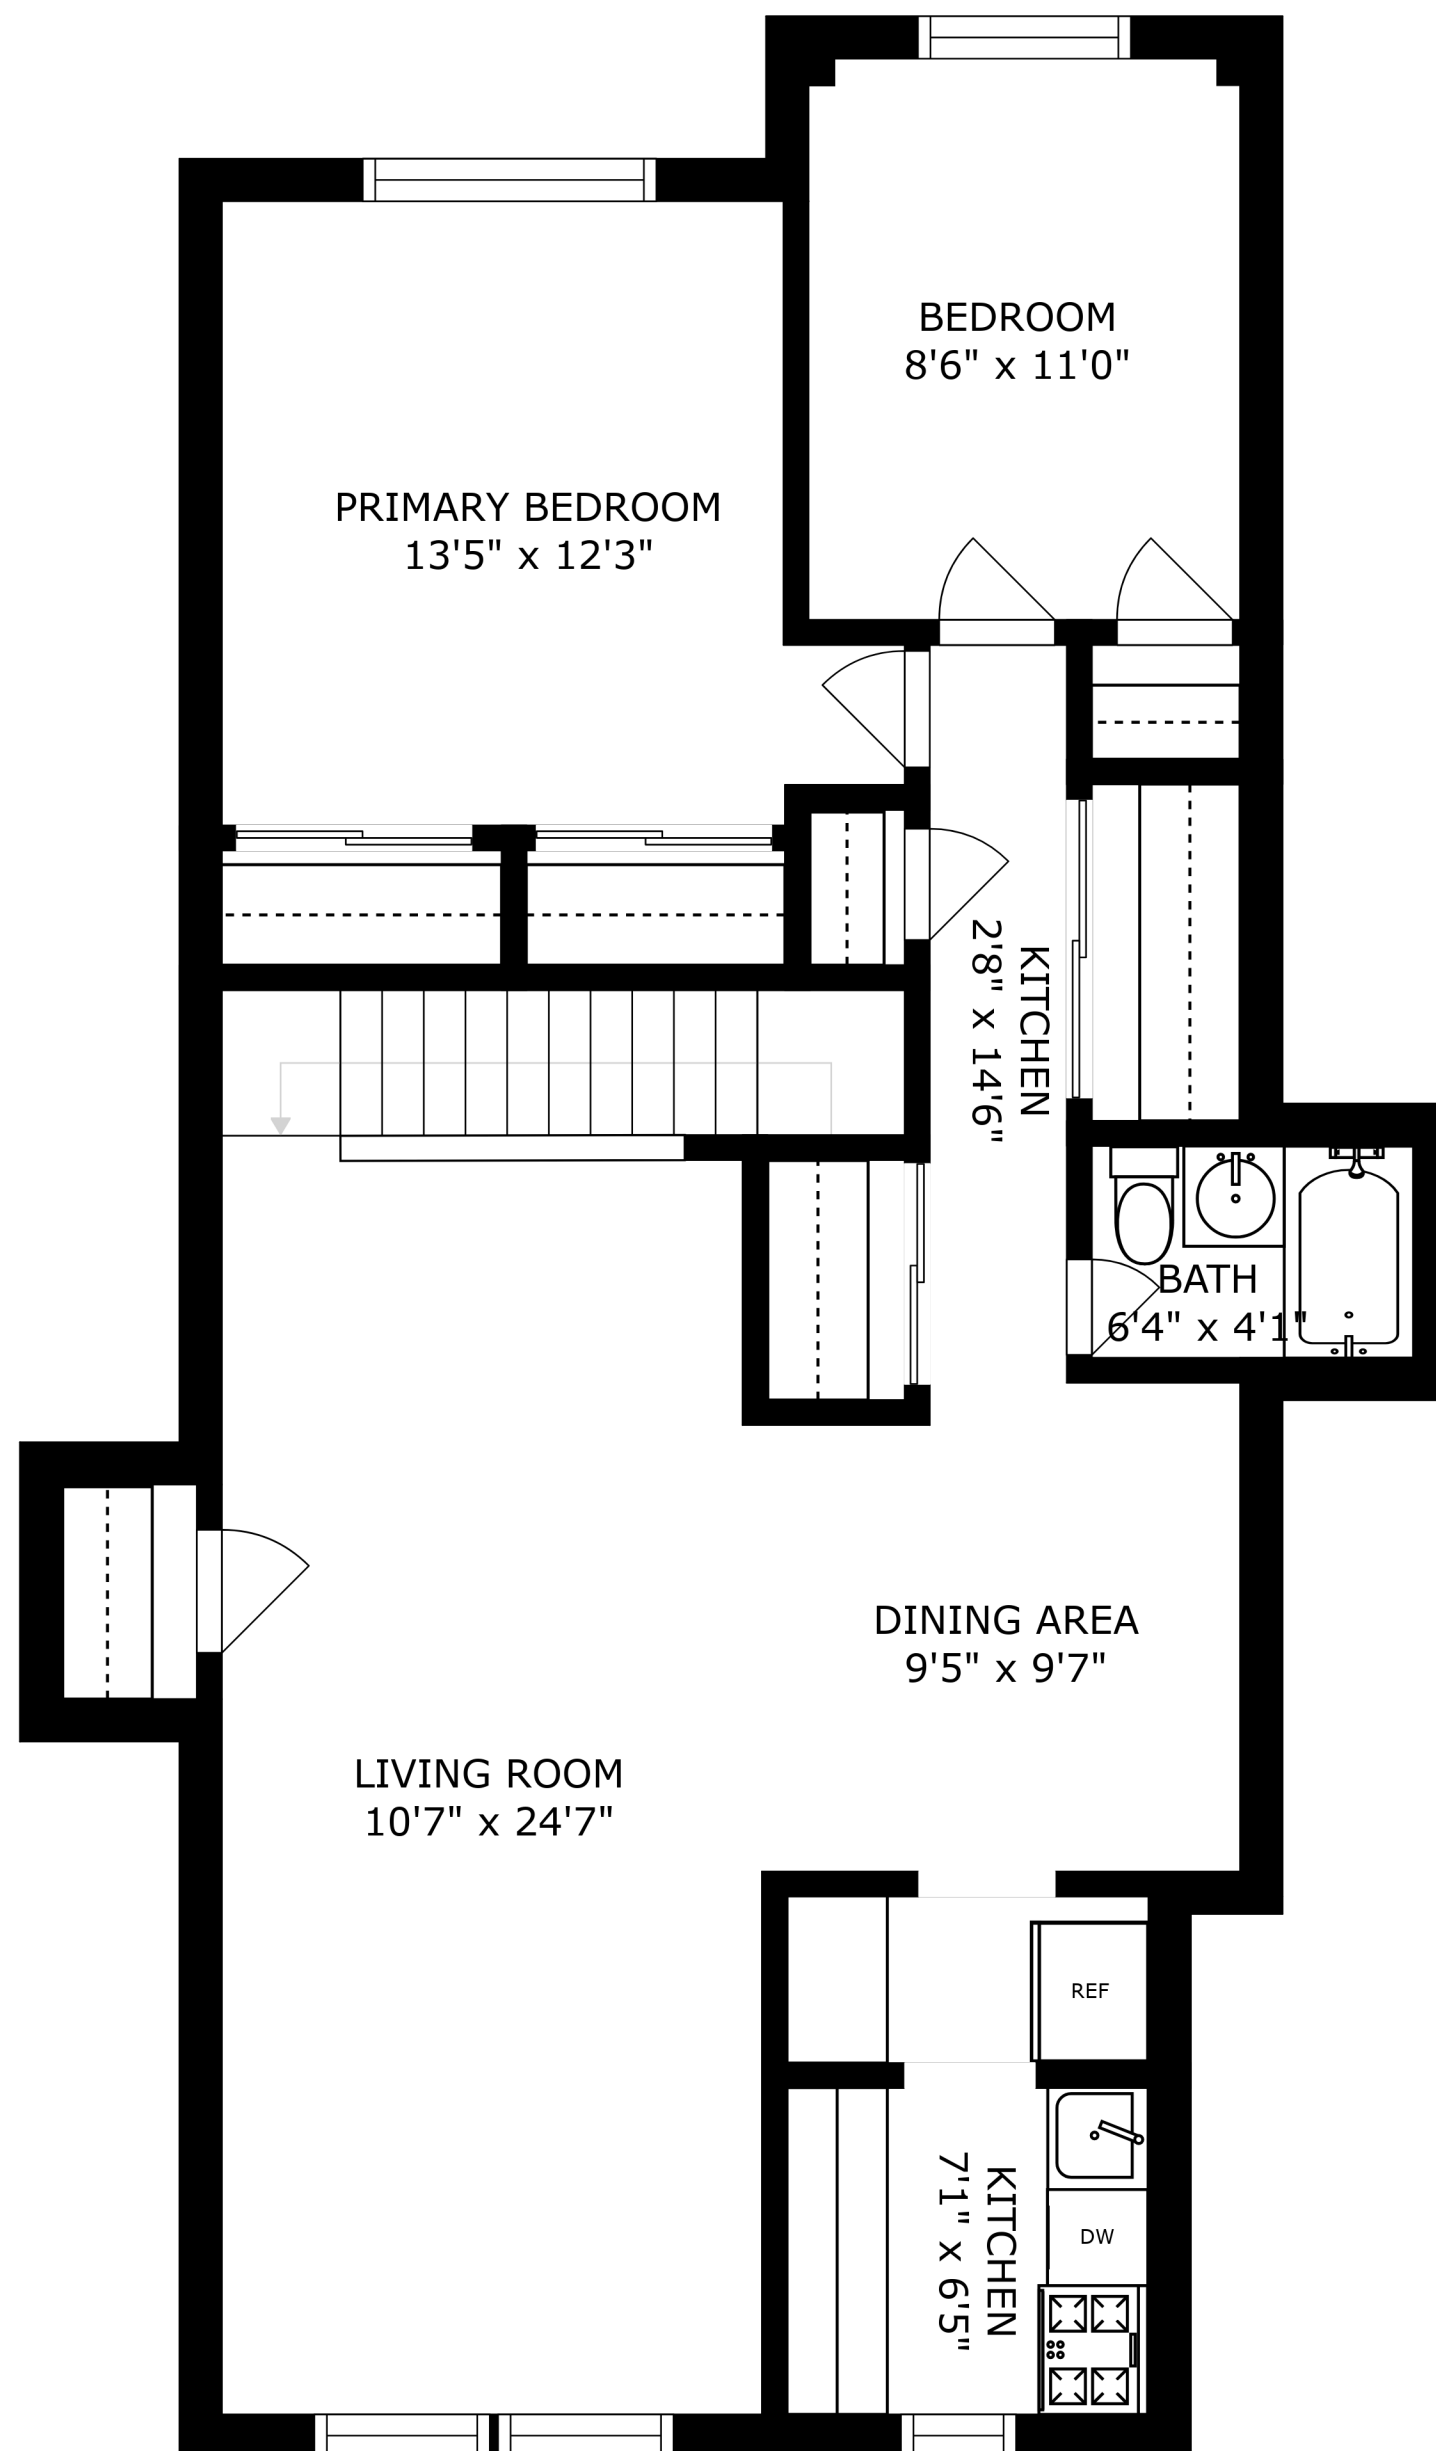 BEDROOM
8'6" x 11'0"
PRIMARY BEDROOM
13'5" x 12'3"
KITCHEN
2'8" x 14'6"
BATH
6'4" x 4'1"
DINING AREA
9'5" x 9'7"
LIVING ROOM
10'7" x 24'7"
REF
KITCHEN
7'1" x 6'5"
DW